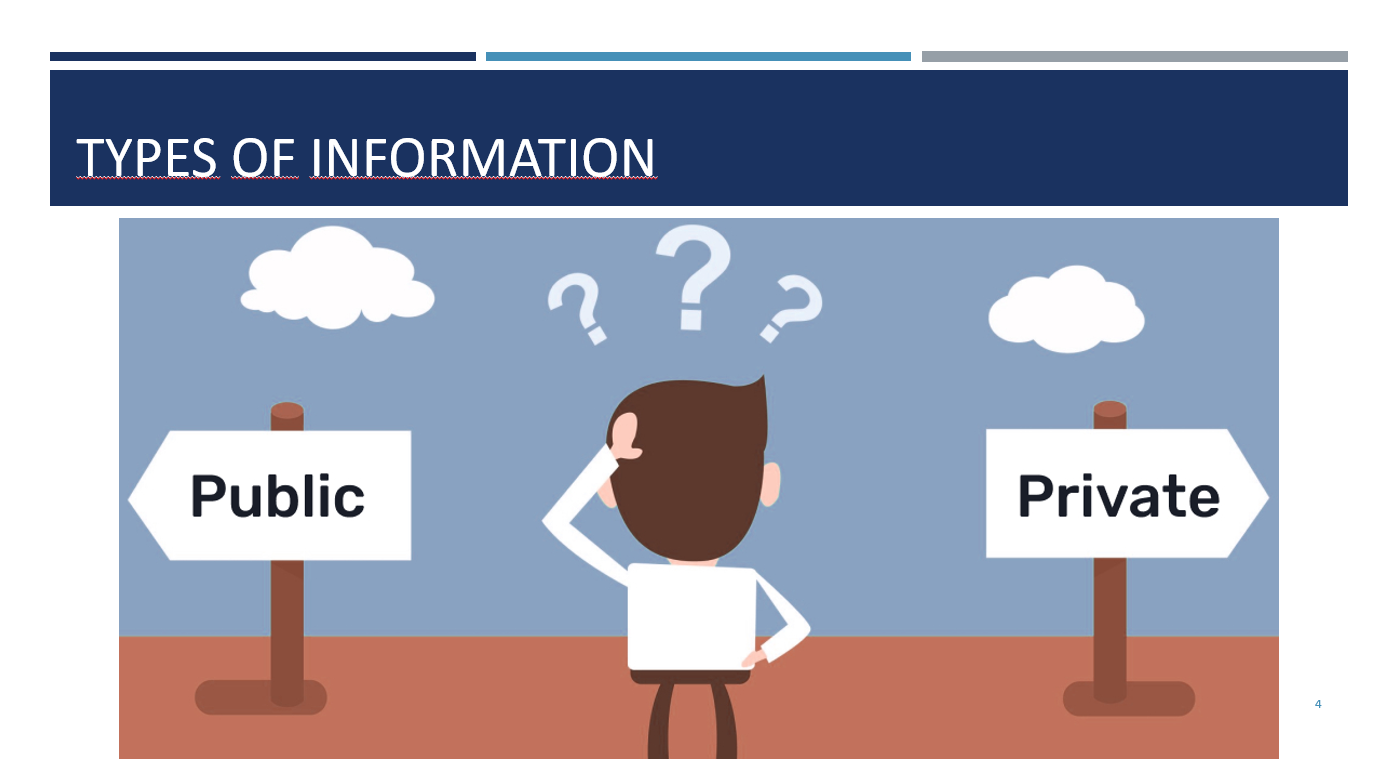 TYPES OF INFORMATION
? ? ?
Public
Private
4